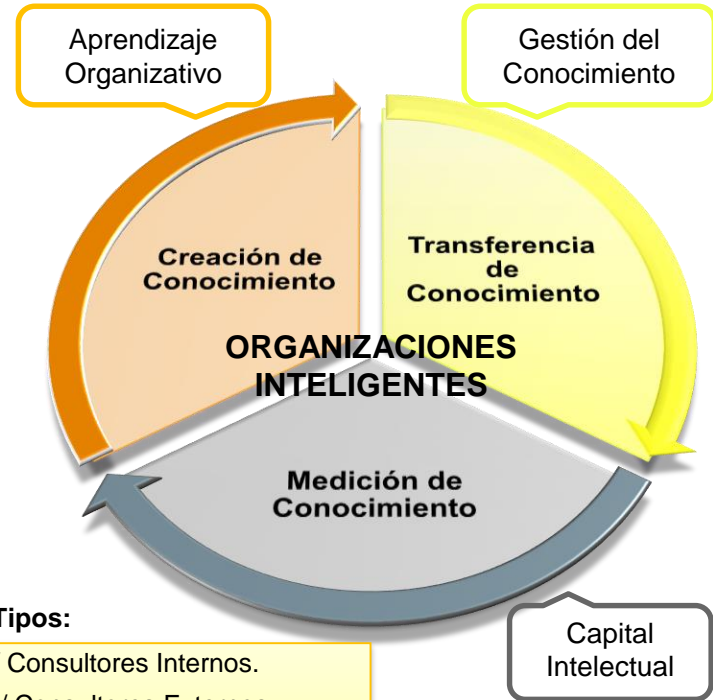 Aprendizaje
Organizativo
Gestión del
Conocimiento
Creación de
Conocimiento
Transferencia
de
Conocimiento
ORGANIZACIONES
INTELIGENTES
Medición de
Conocimiento
Tipos:
Consultores Internos.
Capital
Intelectual